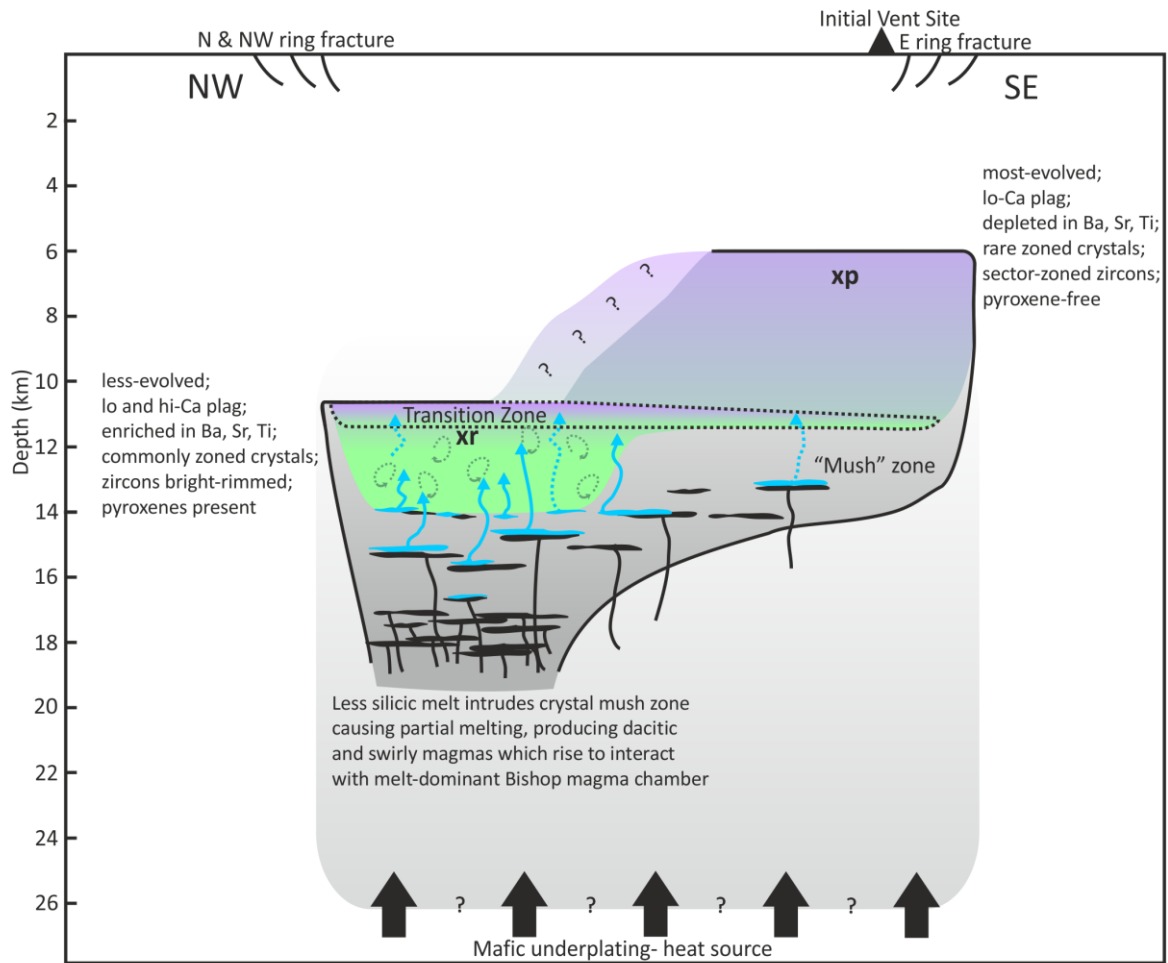 Initial Vent Site
N & NW ring fracture
E ring fracture
NW
SE
2
4
6
8
10
12
14
16
18
20
22
24
26
Depth (km)
most-evolved;
lo-Ca plag;
depleted in Ba, Sr, Ti;
rare zoned crystals;
sector-zoned zircons;
pyroxene-free
xp
?
?
?
?
less-evolved;
lo and hi-Ca plag;
enriched in Ba, Sr, Ti;
commonly zoned crystals;
zircons bright-rimmed;
pyroxenes present
Transition Zone
xr
“Mush” zone
Less silicic melt intrudes crystal mush zone
causing partial melting, producing dacitic
and swirly magmas which rise to interact
with melt-dominant Bishop magma chamber
? ? ? ?
Mafic underplating- heat source